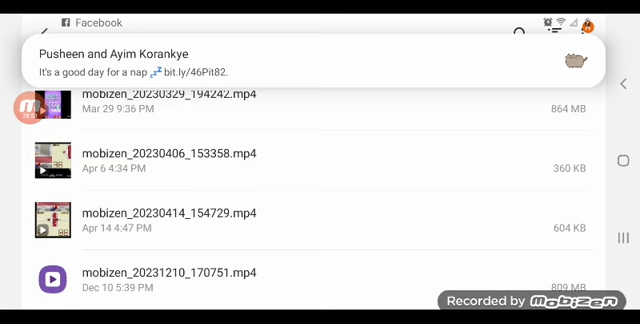 Facebook
Pusheen and Ayim Korankye
It's a good day for a nap 💤 bit.ly/46Pit82.
mobizen_20230329_194242.mp4
Mar 29 9:36 PM
864 MB
mobizen_20230406_153358.mp4
Apr 6 4:34 PM
360 KB
mobizen_20230414_154729.mp4
Apr 14 4:47 PM
604 KB
mobizen_20231210_170751.mp4
Dec 10 5:39 PM
809 MB
Recorded by Mobizen